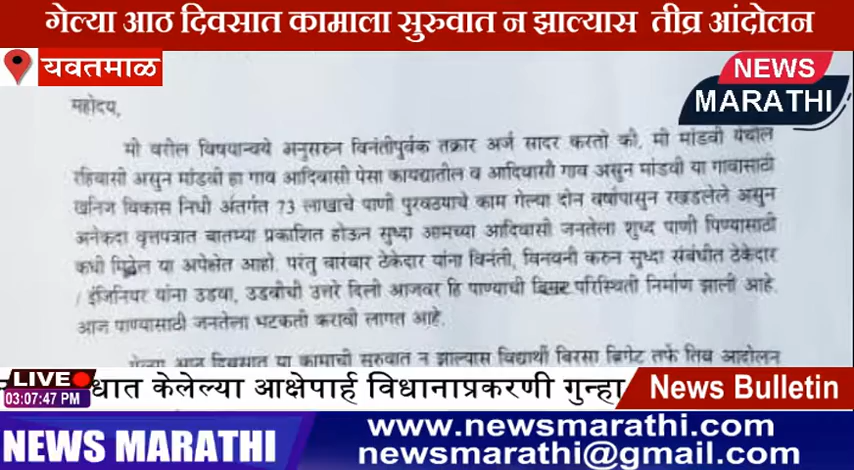 गेल्या आठ दिवसात कामाला सुरुवात न झाल्यास तीव्र आंदोलन
यवतमाळ
NEWS
MARATHI
महोदय,
मी वरील विषयान्वये अनुसरुन विनंतीपुर्वक तक्रार अर्ज सादर करतो की, मी मांडवी येथील
रहिवासी असुन मांडवी हा गाव आदिवासी पेसा कायद्यातील व आदिवासी गाव असुन मांडवी या गावासाठी
खनिज विकास निधी अंतर्गत 73 लाखाचे पाणी पुरवठयाचे काम गेल्या दोन वर्षापासुन रखडलेले असुन
अनेकदा वृत्तपत्रात बातम्या प्रकाशित होऊन सुध्दा आमच्या आदिवासी जनतेला शुध्द पाणी पिण्यासाठी
कधी मिळेल या अपेक्षेत आहो. परंतु वारंवार ठेकेदार यांना विनंती, विनवनी करुन सुध्दा संबंधीत ठेकेदार
/ इंजिनियर यांना उडवा, उडवीची उत्तरे दिली आजवर हि पाण्याची बिकट परिस्थिती निर्माण झाली आहे.
आज पाण्यासाठी जनतेला भटकती करावी लागत आहे.
गेल्या आठ दिवसात या कामाची सुरुवात न झाल्यास विद्यार्थी बिरसा ब्रिगेट तर्फे तिव्र आंदोलन
LIVE
03:07:47 PM
धात केलेल्या आक्षेपार्ह विधानाप्रकरणी गुन्हा
News Bulletin
NEWS MARATHI
www.newsmarathi.com
newsmarathi@gmail.com